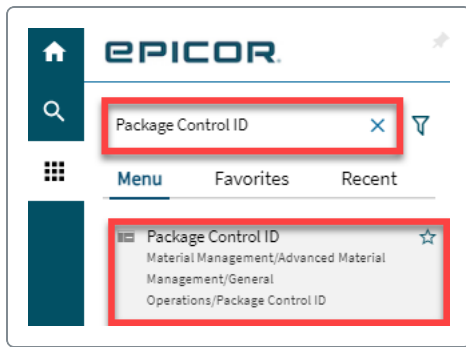 EPICOR.
Package Control ID
Menu Favorites Recent
Package Control ID
Material Management/Advanced Material
Management/General
Operations/Package Control ID